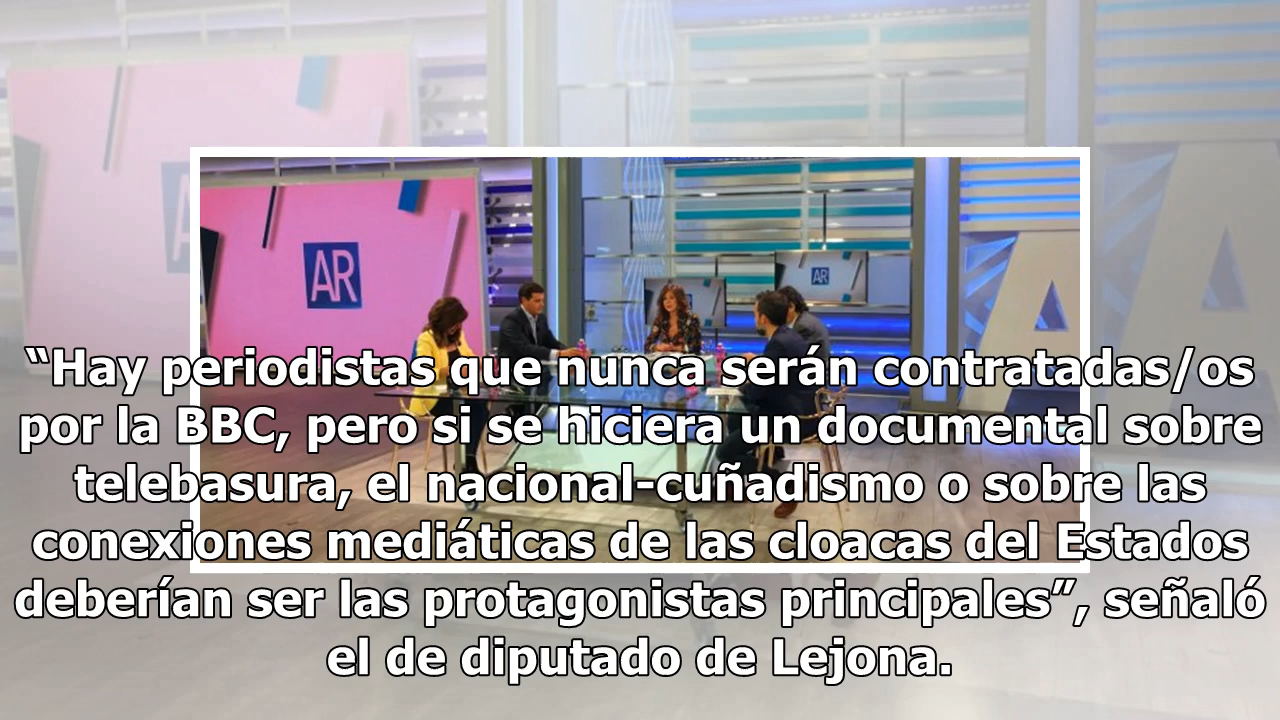 AR
AR
“Hay periodistas que nunca serán contratadas/os
por la BBC, pero si se hiciera un documental sobre
telebasura, el nacional-cuñadismo o sobre las
conexiones mediáticas de las cloacas del Estados
deberían ser las protagonistas principales”, señaló
el de diputado de Lejona.